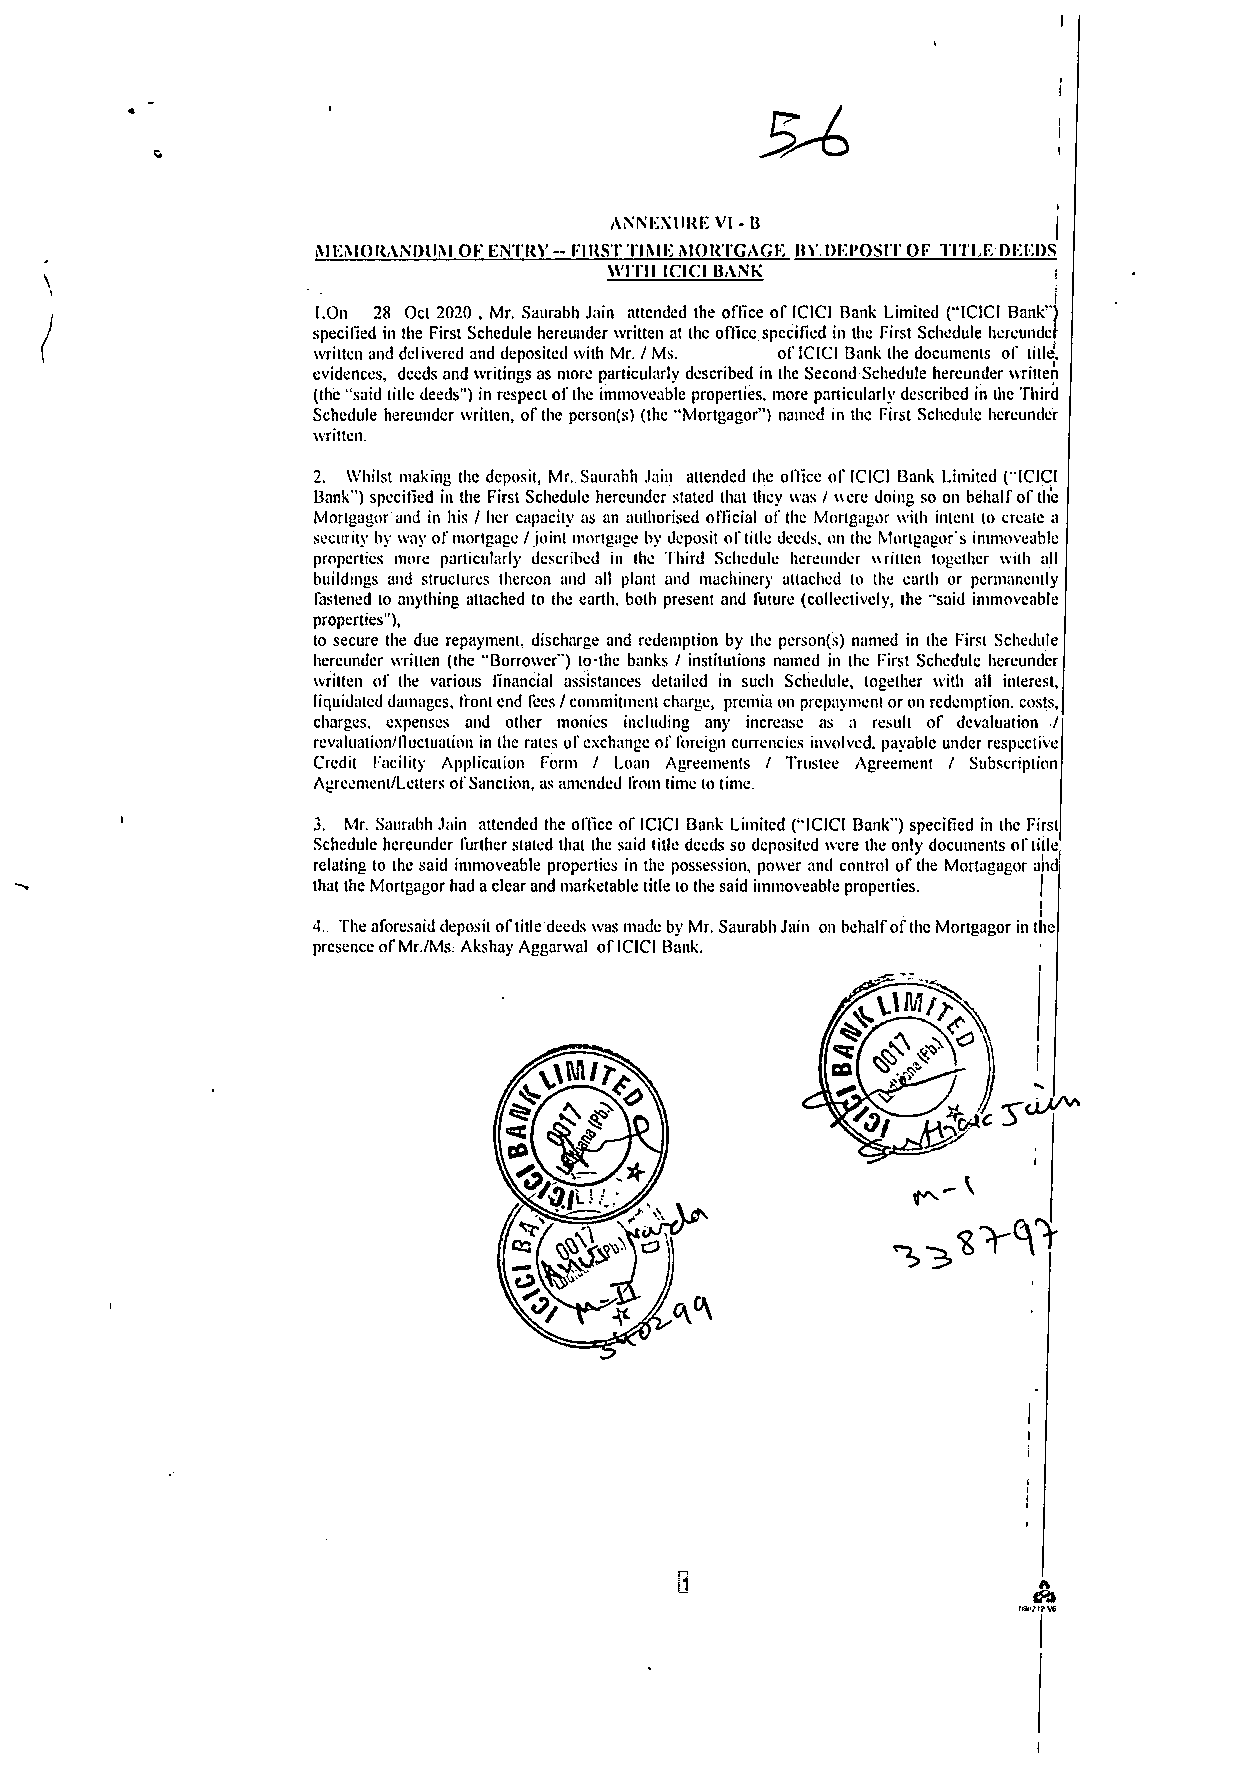 56
ANNEXURE VI - B
MEMORANDUM OF ENTRY -- FIRST TIME MORTGAGE BY DEPOSIT OF TITLE DEEDS
WITH ICICI BANK
1.On 28 Oct 2020 , Mr. Saurabh Jain attended the office of ICICI Bank Limited (“ICICI Bank”)
specified in the First Schedule hereunder written at the office specified in the First Schedule hereunder
written and delivered and deposited with Mr. / Ms. of ICICI Bank the documents of title,
evidences, deeds and writings as more particularly described in the Second Schedule hereunder written
(the “said title deeds”) in respect of the immoveable properties, more particularly described in the Third
Schedule hereunder written, of the person(s) (the “Mortgagor”) named in the First Schedule hereunder
written.
2. Whilst making the deposit, Mr. Saurabh Jain attended the office of ICICI Bank Limited (“ICICI
Bank”) specified in the First Schedule hereunder stated that they was / were doing so on behalf of the
Mortgagor and in his / her capacity as an authorised official of the Mortgagor with intent to create a
security by way of mortgage / joint mortgage by deposit of title deeds, on the Mortgagor's immoveable
properties more particularly described in the Third Schedule hereunder written together with all
buildings and structures thereon and all plant and machinery attached to the earth or permanently
fastened to anything attached to the earth, both present and future (collectively, the “said immoveable
properties”),
to secure the due repayment, discharge and redemption by the person(s) named in the First Schedule
hereunder written (the “Borrower”) to the banks / institutions named in the First Schedule hereunder
written of the various financial assistances detailed in such Schedule, together with all interest,
liquidated damages, front end fees / commitment charge, premia on prepayment or on redemption, costs,
charges, expenses and other monies including any increase as a result of devaluation /
revaluation/fluctuation in the rates of exchange of foreign currencies involved, payable under respective
Credit Facility Application Form / Loan Agreements / Trustee Agreement / Subscription
Agreement/Letters of Sanction, as amended from time to time.
3. Mr. Saurabh Jain attended the office of ICICI Bank Limited (“ICICI Bank”) specified in the First
Schedule hereunder further stated that the said title deeds so deposited were the only documents of title
relating to the said immoveable properties in the possession, power and control of the Mortagagor and
that the Mortgagor had a clear and marketable title to the said immoveable properties.
4. The aforesaid deposit of title deeds was made by Mr. Saurabh Jain on behalf of the Mortgagor in the
presence of Mr./Ms. Akshay Aggarwal of ICICI Bank.
ICICI BANK LIMITED
0017
Ludhiana (Pb.)
Jain
M-1
338797
ICICI BANK LIMITED
0017
Ludhiana (Pb.)
ICICI BA
0017
(Pb.)
M-II
340299
1